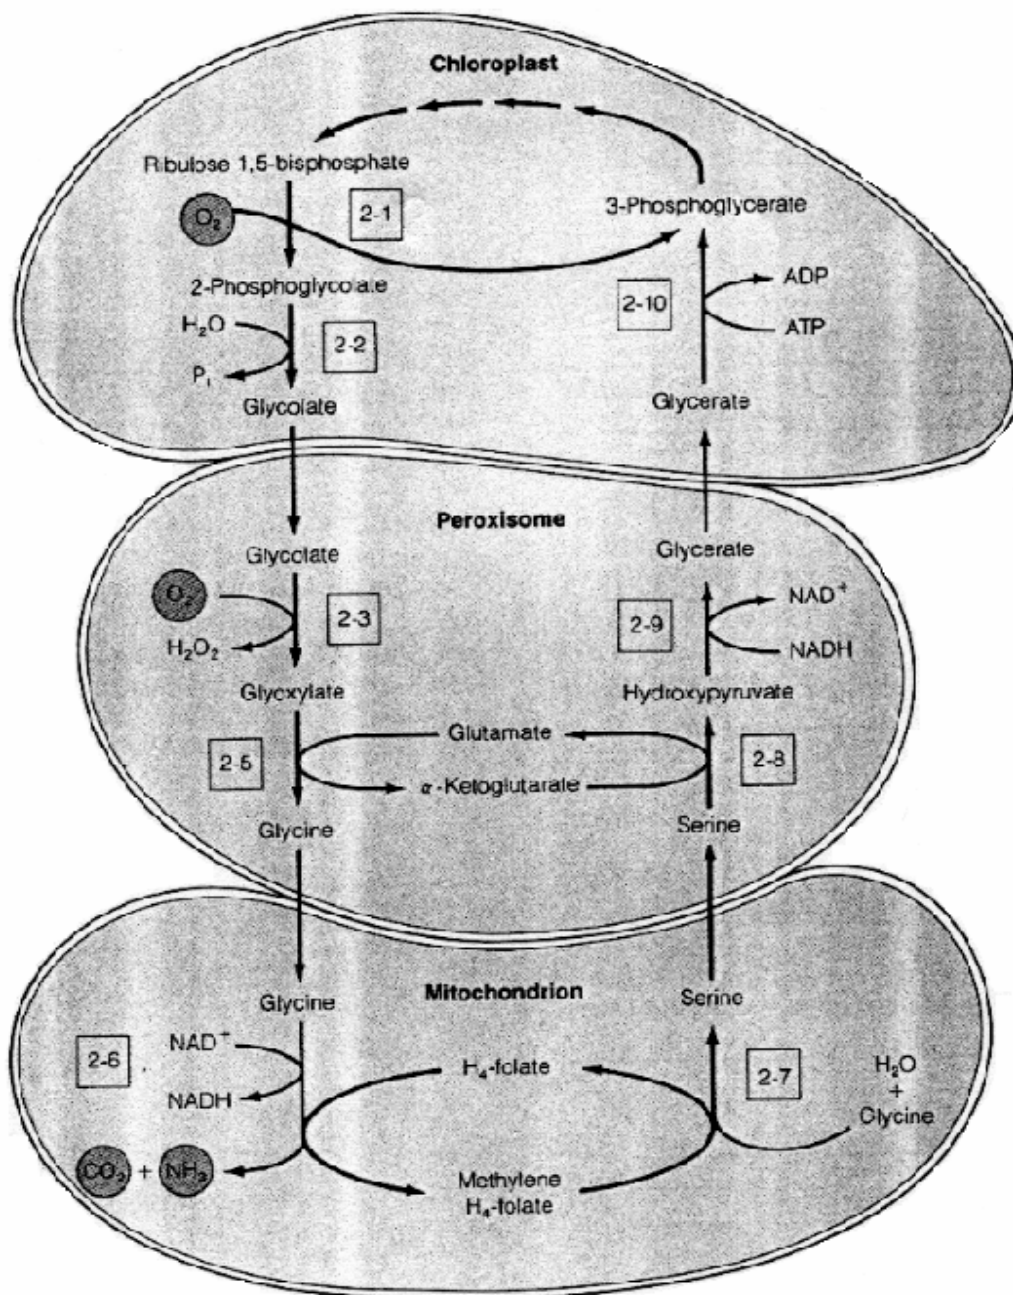 Chloroplast
Ribulose 1,5-bisphosphate
O₂
2-1
3-Phosphoglycerate
2-Phosphoglycolate
H₂O
2-2
Pᵢ
Glycolate
2-10
ADP
ATP
Glycerate
Peroxisome
Glycolate
O₂
2-3
H₂O₂
Glyoxylate
Glycerate
2-9
NAD⁺
NADH
Hydroxypyruvate
2-5
Glutamate
α-Ketoglutarate
2-8
Glycine
Serine
Mitochondrion
Glycine
Serine
2-6
NAD⁺
NADH
H₄-folate
2-7
H₂O
+
Glycine
CO₂ + NH₃
Methylene
H₄-folate